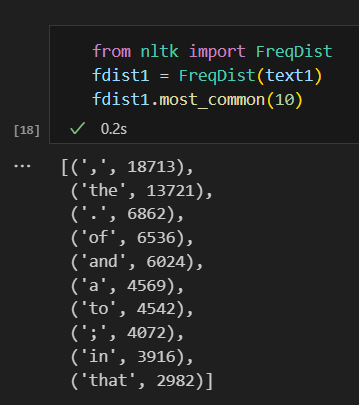 from nltk import FreqDist
fdist1 = FreqDist(text1)
fdist1.most_common(10)
[18] ✓ 0.2s
... [(',', 18713),
('the', 13721),
('.', 6862),
('of', 6536),
('and', 6024),
('a', 4569),
('to', 4542),
(';', 4072),
('in', 3916),
('that', 2982)]